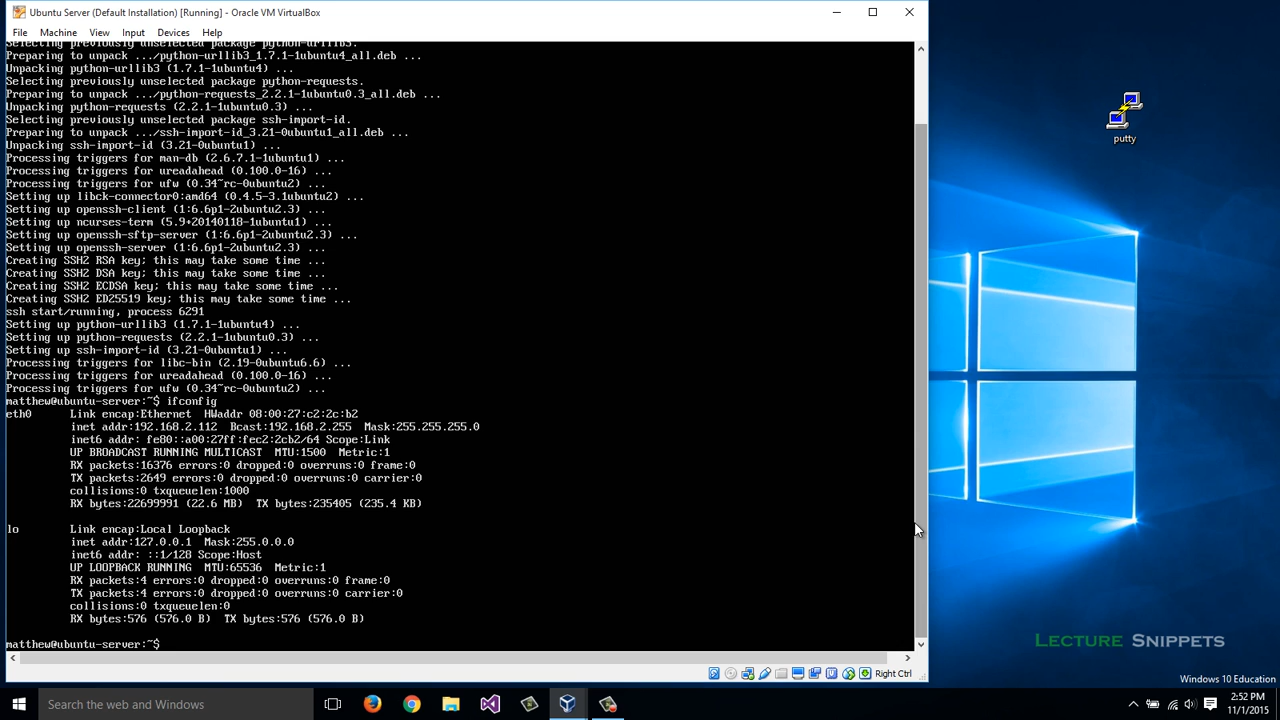 Ubuntu Server (Default Installation) [Running] - Oracle VM VirtualBox
File Machine View Input Devices Help
Selecting previously unselected package python-urllib3.
Preparing to unpack .../python-urllib3_1.7.1-1ubuntu4_all.deb ...
Unpacking python-urllib3 (1.7.1-1ubuntu4) ...
Selecting previously unselected package python-requests.
Preparing to unpack .../python-requests_2.2.1-1ubuntu0.3_all.deb ...
Unpacking python-requests (2.2.1-1ubuntu0.3) ...
Selecting previously unselected package ssh-import-id.
Preparing to unpack .../ssh-import-id_3.21-0ubuntu1_all.deb ...
Unpacking ssh-import-id (3.21-0ubuntu1) ...
Processing triggers for man-db (2.6.7.1-1ubuntu1) ...
Processing triggers for ureadahead (0.100.0-16) ...
Processing triggers for ufw (0.34~rc-0ubuntu2) ...
Setting up libck-connector0:amd64 (0.4.5-3.1ubuntu2) ...
Setting up openssh-client (1:6.6p1-2ubuntu2.3) ...
Setting up ncurses-term (5.9+20140118-1ubuntu1) ...
Setting up openssh-sftp-server (1:6.6p1-2ubuntu2.3) ...
Setting up openssh-server (1:6.6p1-2ubuntu2.3) ...
Creating SSH2 RSA key; this may take some time ...
Creating SSH2 DSA key; this may take some time ...
Creating SSH2 ECDSA key; this may take some time ...
Creating SSH2 ED25519 key; this may take some time ...
ssh start/running, process 6291
Setting up python-urllib3 (1.7.1-1ubuntu4) ...
Setting up python-requests (2.2.1-1ubuntu0.3) ...
Setting up ssh-import-id (3.21-0ubuntu1) ...
Processing triggers for libc-bin (2.19-0ubuntu6.6) ...
Processing triggers for ureadahead (0.100.0-16) ...
Processing triggers for ufw (0.34~rc-0ubuntu2) ...
matthew@ubuntu-server:~$ ifconfig
eth0 Link encap:Ethernet HWaddr 08:00:27:c2:2c:b2
inet addr:192.168.2.112 Bcast:192.168.2.255 Mask:255.255.255.0
inet6 addr: fe80::a00:27ff:fec2:2cb2/64 Scope:Link
UP BROADCAST RUNNING MULTICAST MTU:1500 Metric:1
RX packets:16376 errors:0 dropped:0 overruns:0 frame:0
TX packets:2649 errors:0 dropped:0 overruns:0 carrier:0
collisions:0 txqueuelen:1000
RX bytes:22699991 (22.6 MB) TX bytes:235405 (235.4 KB)
lo Link encap:Local Loopback
inet addr:127.0.0.1 Mask:255.0.0.0
inet6 addr: ::1/128 Scope:Host
UP LOOPBACK RUNNING MTU:65536 Metric:1
RX packets:4 errors:0 dropped:0 overruns:0 frame:0
TX packets:4 errors:0 dropped:0 overruns:0 carrier:0
collisions:0 txqueuelen:0
RX bytes:576 (576.0 B) TX bytes:576 (576.0 B)
matthew@ubuntu-server:~$
Right Ctrl
putty
LECTURE SNIPPETS
Windows 10 Education
Search the web and Windows
2:52 PM
11/1/2015